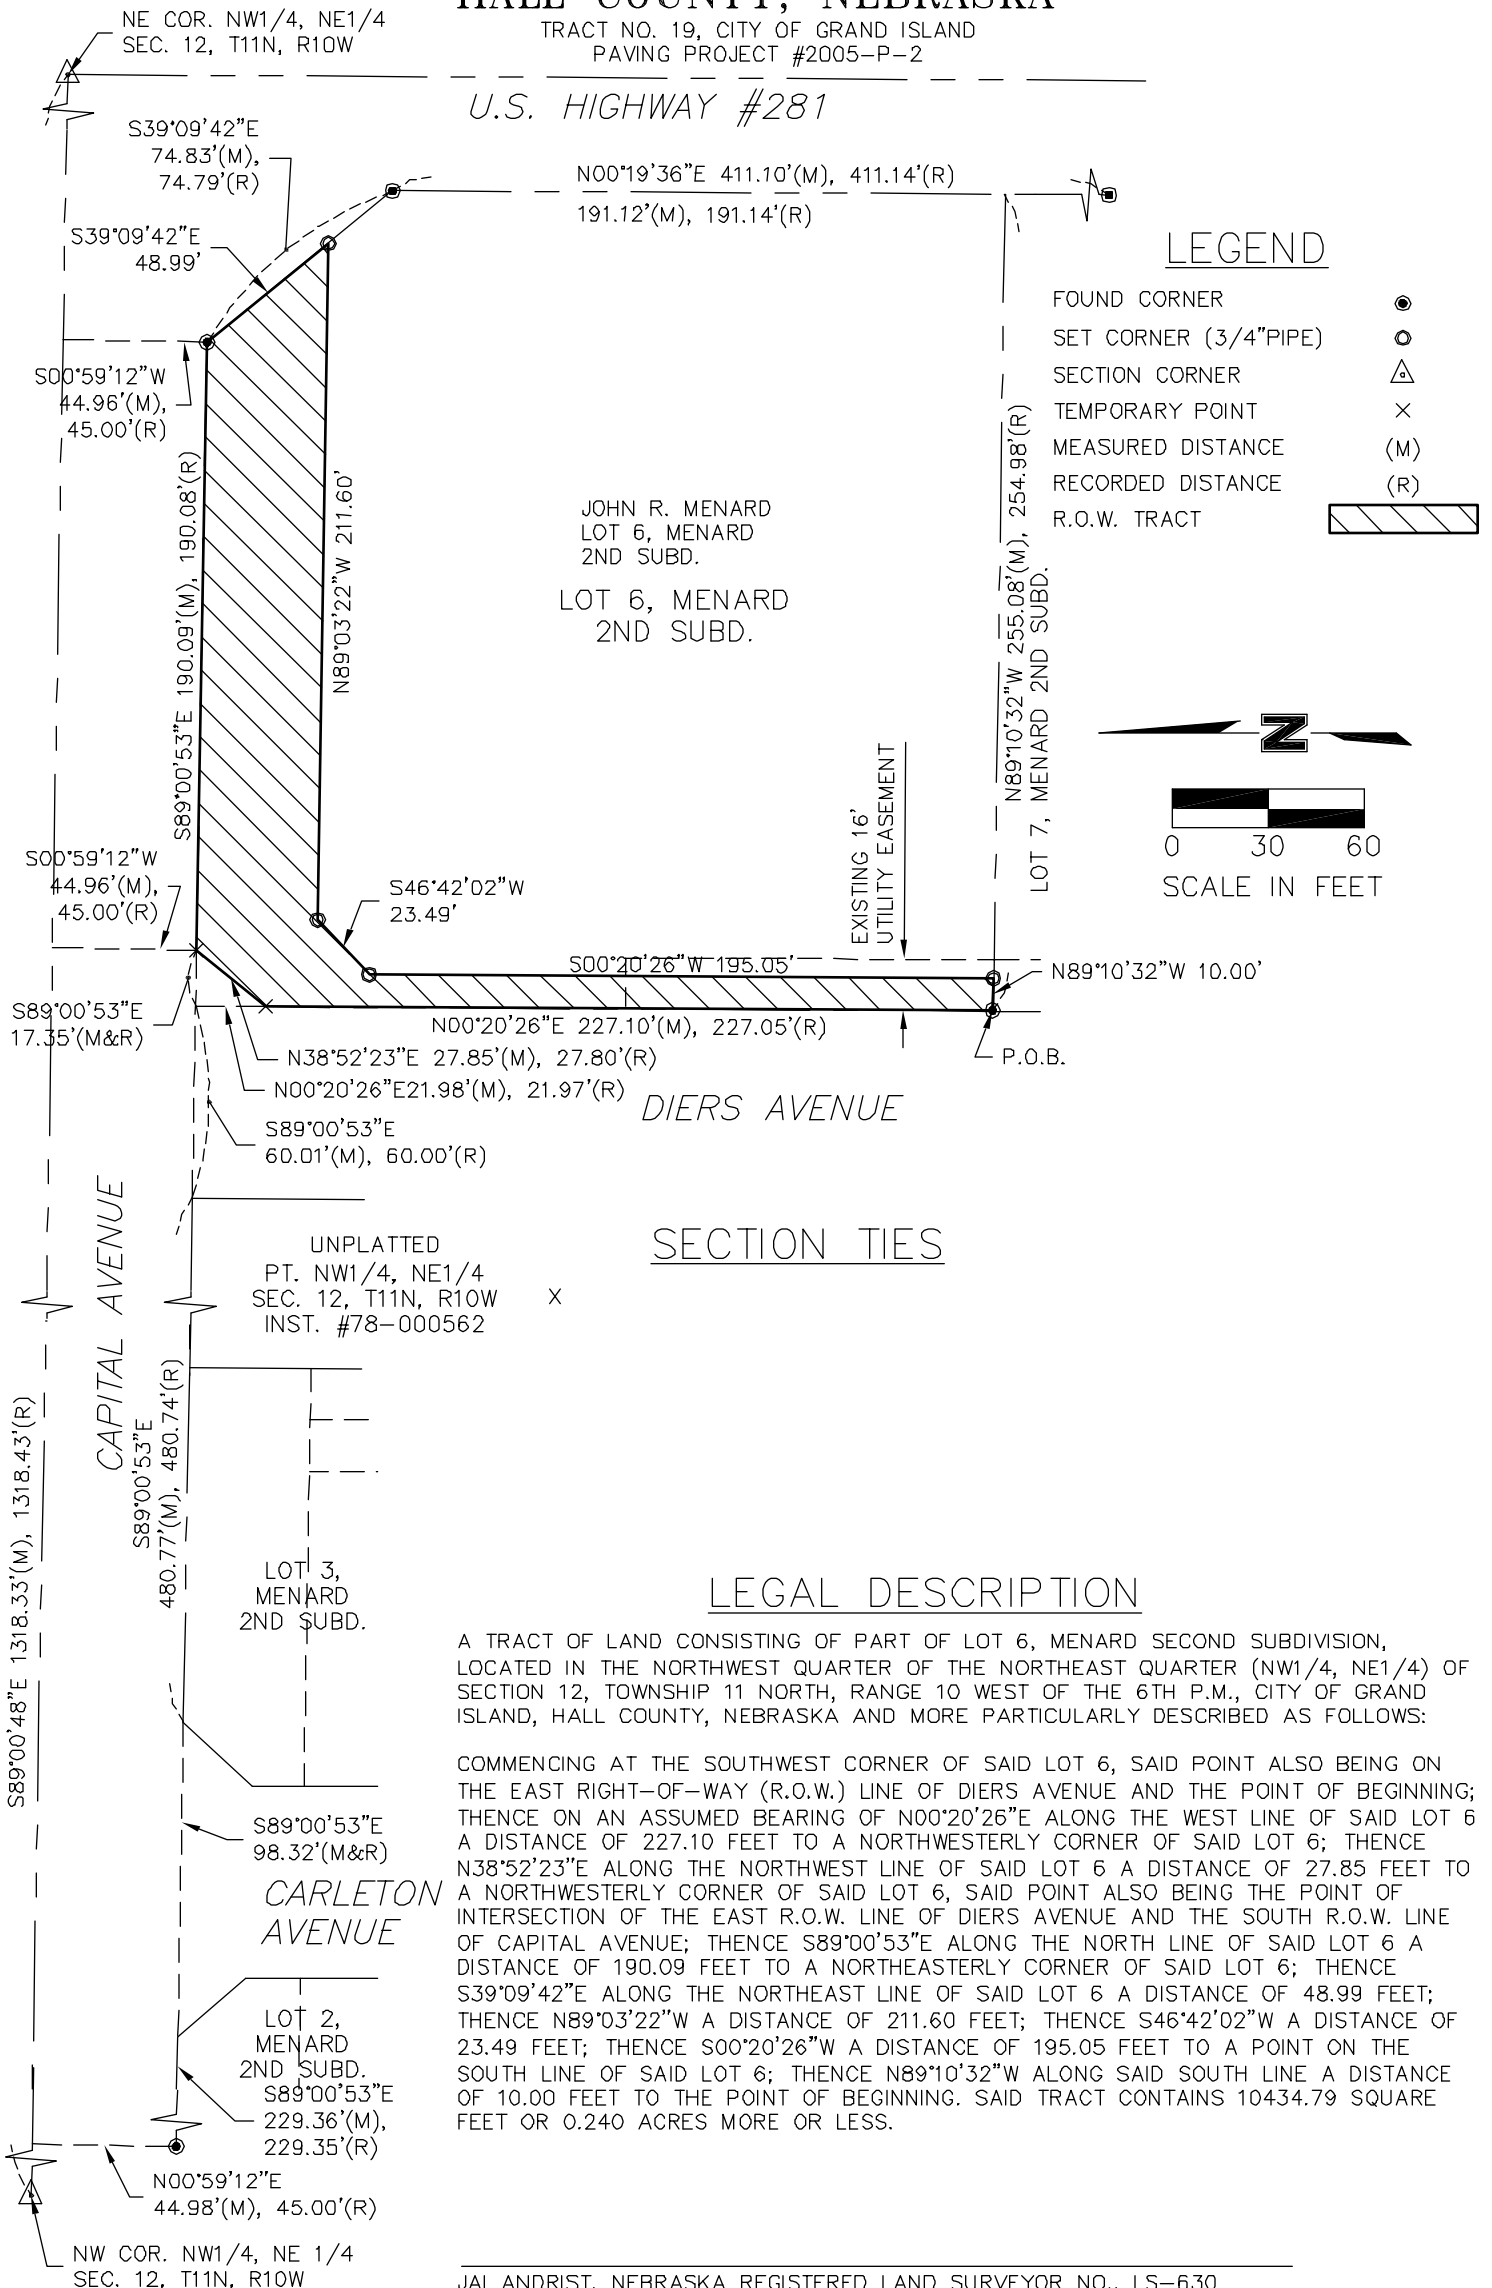 HALL COUNTY, NEBRASKA
TRACT NO. 19, CITY OF GRAND ISLAND
PAVING PROJECT #2005-P-2
NE COR. NW1/4, NE1/4
SEC. 12, T11N, R10W
U.S. HIGHWAY #281
S39°09'42"E
74.83'(M),
74.79'(R)
N00°19'36"E 411.10'(M), 411.14'(R)
191.12'(M), 191.14'(R)
S39°09'42"E
48.99'
LEGEND
FOUND CORNER
SET CORNER (3/4"PIPE)
SECTION CORNER
TEMPORARY POINT
MEASURED DISTANCE (M)
RECORDED DISTANCE (R)
R.O.W. TRACT
S00°59'12"W
44.96'(M),
45.00'(R)
S89°00'53"E 190.09'(M), 190.08'(R)
N89°03'22"W 211.60'
JOHN R. MENARD
LOT 6, MENARD
2ND SUBD.
LOT 6, MENARD
2ND SUBD.
N89°10'32"W 255.08'(M), 254.98'(R)
LOT 7, MENARD 2ND SUBD.
N
0 30 60
SCALE IN FEET
EXISTING 16'
UTILITY EASEMENT
S00°59'12"W
44.96'(M),
45.00'(R)
S46°42'02"W
23.49'
S00°20'26"W 195.05'
N89°10'32"W 10.00'
S89°00'53"E
17.35'(M&R)
N00°20'26"E 227.10'(M), 227.05'(R)
N38°52'23"E 27.85'(M), 27.80'(R)
P.O.B.
N00°20'26"E21.98'(M), 21.97'(R)
DIERS AVENUE
S89°00'53"E
60.01'(M), 60.00'(R)
CAPITAL AVENUE
UNPLATTED
PT. NW1/4, NE1/4
SEC. 12, T11N, R10W
INST. #78-000562
X
SECTION TIES
S89°00'53"E
480.77'(M), 480.74'(R)
S89°00'48"E 1318.33'(M), 1318.43'(R)
LOT 3,
MENARD
2ND SUBD.
S89°00'53"E
98.32'(M&R)
CARLETON
AVENUE
LOT 2,
MENARD
2ND SUBD.
S89°00'53"E
229.36'(M),
229.35'(R)
N00°59'12"E
44.98'(M), 45.00'(R)
NW COR. NW1/4, NE 1/4
SEC. 12, T11N, R10W
LEGAL DESCRIPTION
A TRACT OF LAND CONSISTING OF PART OF LOT 6, MENARD SECOND SUBDIVISION,
LOCATED IN THE NORTHWEST QUARTER OF THE NORTHEAST QUARTER (NW1/4, NE1/4) OF
SECTION 12, TOWNSHIP 11 NORTH, RANGE 10 WEST OF THE 6TH P.M., CITY OF GRAND
ISLAND, HALL COUNTY, NEBRASKA AND MORE PARTICULARLY DESCRIBED AS FOLLOWS:
COMMENCING AT THE SOUTHWEST CORNER OF SAID LOT 6, SAID POINT ALSO BEING ON
THE EAST RIGHT-OF-WAY (R.O.W.) LINE OF DIERS AVENUE AND THE POINT OF BEGINNING;
THENCE ON AN ASSUMED BEARING OF N00°20'26"E ALONG THE WEST LINE OF SAID LOT 6
A DISTANCE OF 227.10 FEET TO A NORTHWESTERLY CORNER OF SAID LOT 6; THENCE
N38°52'23"E ALONG THE NORTHWEST LINE OF SAID LOT 6 A DISTANCE OF 27.85 FEET TO
A NORTHWESTERLY CORNER OF SAID LOT 6, SAID POINT ALSO BEING THE POINT OF
INTERSECTION OF THE EAST R.O.W. LINE OF DIERS AVENUE AND THE SOUTH R.O.W. LINE
OF CAPITAL AVENUE; THENCE S89°00'53"E ALONG THE NORTH LINE OF SAID LOT 6 A
DISTANCE OF 190.09 FEET TO A NORTHEASTERLY CORNER OF SAID LOT 6; THENCE
S39°09'42"E ALONG THE NORTHEAST LINE OF SAID LOT 6 A DISTANCE OF 48.99 FEET;
THENCE N89°03'22"W A DISTANCE OF 211.60 FEET; THENCE S46°42'02"W A DISTANCE OF
23.49 FEET; THENCE S00°20'26"W A DISTANCE OF 195.05 FEET TO A POINT ON THE
SOUTH LINE OF SAID LOT 6; THENCE N89°10'32"W ALONG SAID SOUTH LINE A DISTANCE
OF 10.00 FEET TO THE POINT OF BEGINNING. SAID TRACT CONTAINS 10434.79 SQUARE
FEET OR 0.240 ACRES MORE OR LESS.
JAI ANDRIST, NEBRASKA REGISTERED LAND SURVEYOR NO., LS-630